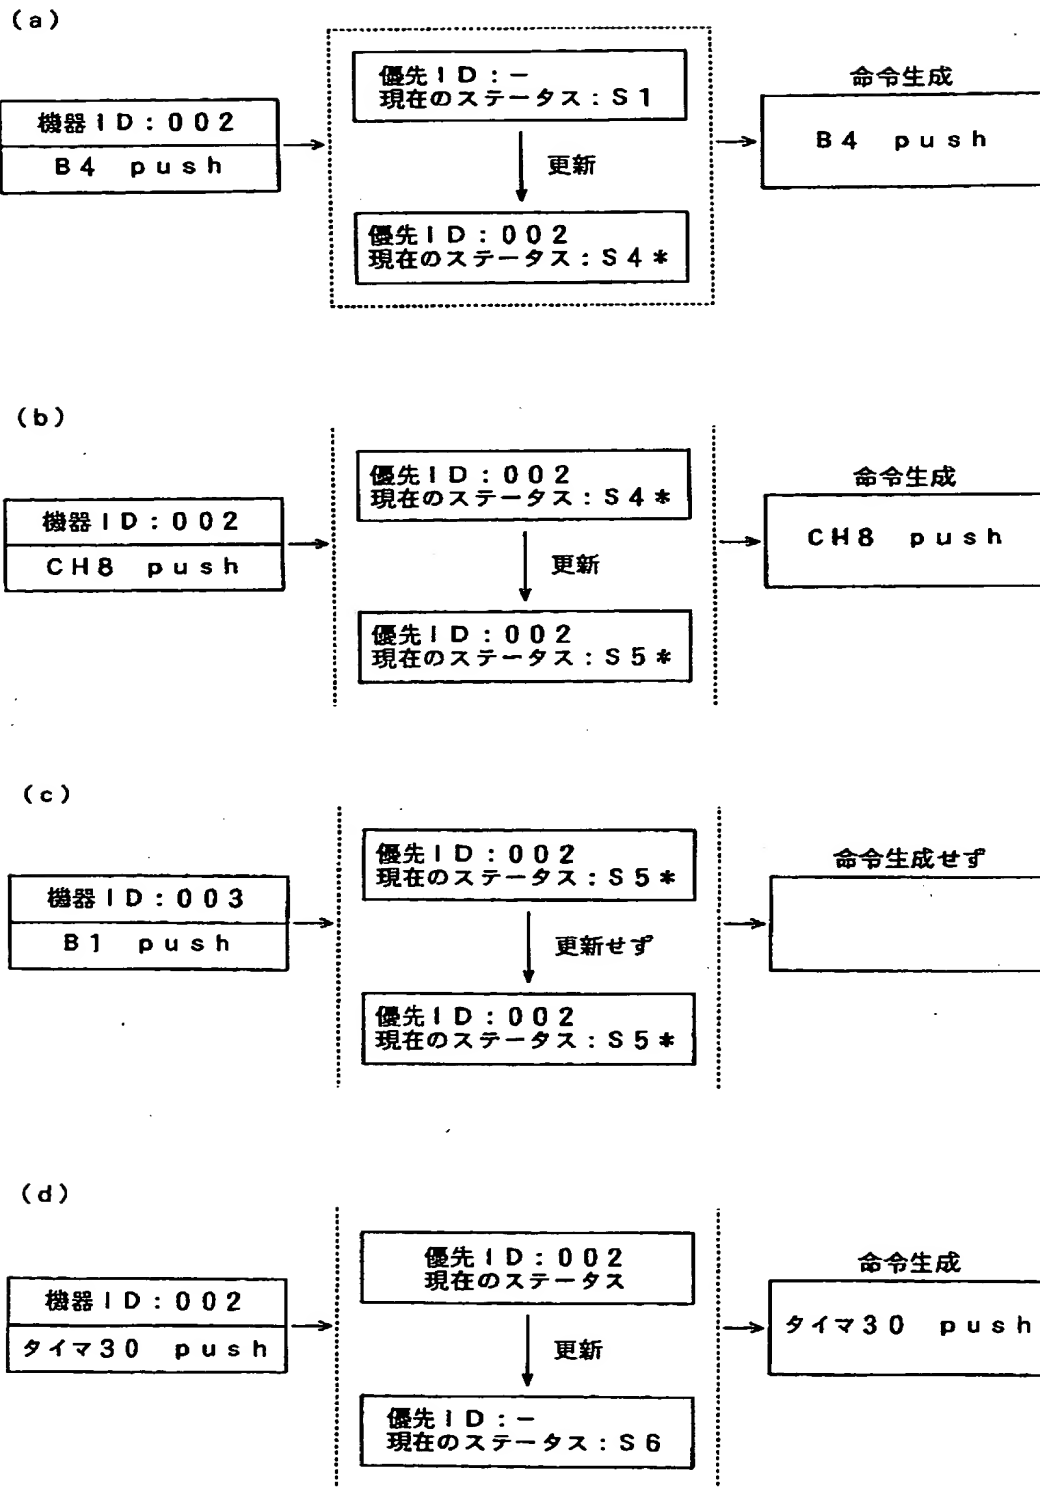 (a)
機器ID:002
B4 push
優先ID:−
現在のステータス:S1
更新
優先ID:002
現在のステータス:S4*
命令生成
B4 push
(b)
機器ID:002
CH8 push
優先ID:002
現在のステータス:S4*
更新
優先ID:002
現在のステータス:S5*
命令生成
CH8 push
(c)
機器ID:003
B1 push
優先ID:002
現在のステータス:S5*
更新せず
優先ID:002
現在のステータス:S5*
命令生成せず
(d)
機器ID:002
タイマ30 push
優先ID:002
現在のステータス
更新
優先ID:−
現在のステータス:S6
命令生成
タイマ30 push